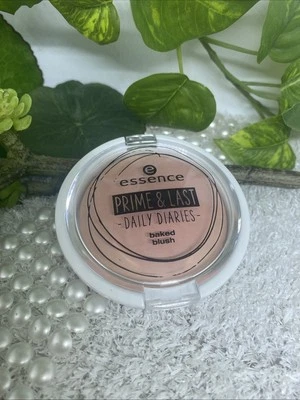 essence
PRIME & LAST
-DAILY DIARIES-
baked
blush